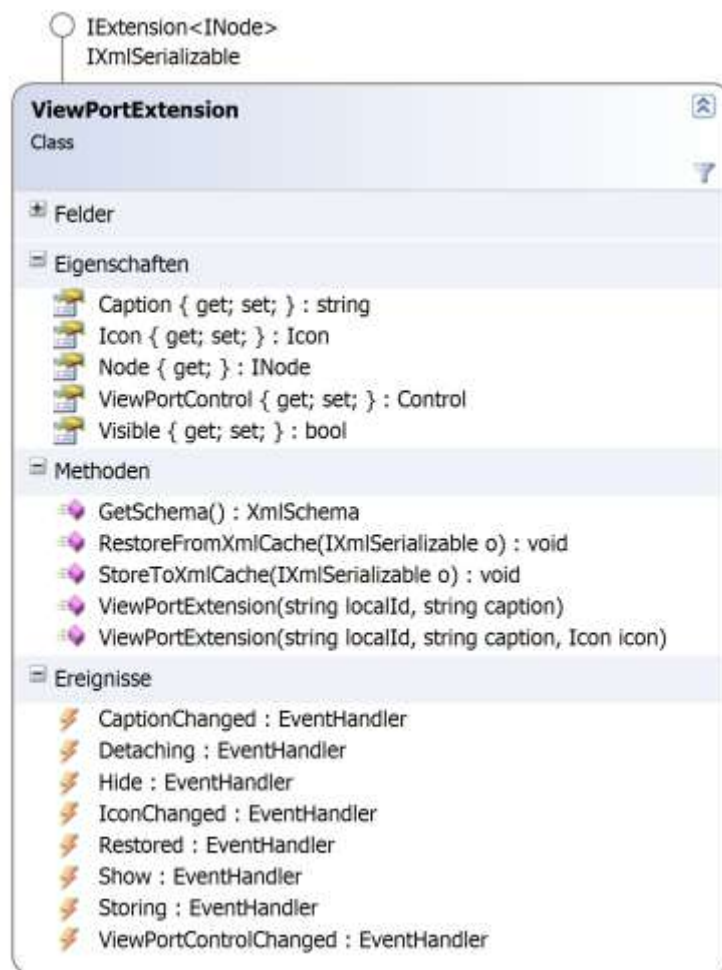 IExtension<INode>
IXmlSerializable
ViewPortExtension
Class
Felder
Eigenschaften
Caption { get; set; } : string
Icon { get; set; } : Icon
Node { get; } : INode
ViewPortControl { get; set; } : Control
Visible { get; set; } : bool
Methoden
GetSchema() : XmlSchema
RestoreFromXmlCache(IXmlSerializable o) : void
StoreToXmlCache(IXmlSerializable o) : void
ViewPortExtension(string localId, string caption)
ViewPortExtension(string localId, string caption, Icon icon)
Ereignisse
CaptionChanged : EventHandler
Detaching : EventHandler
Hide : EventHandler
IconChanged : EventHandler
Restored : EventHandler
Show : EventHandler
Storing : EventHandler
ViewPortControlChanged : EventHandler